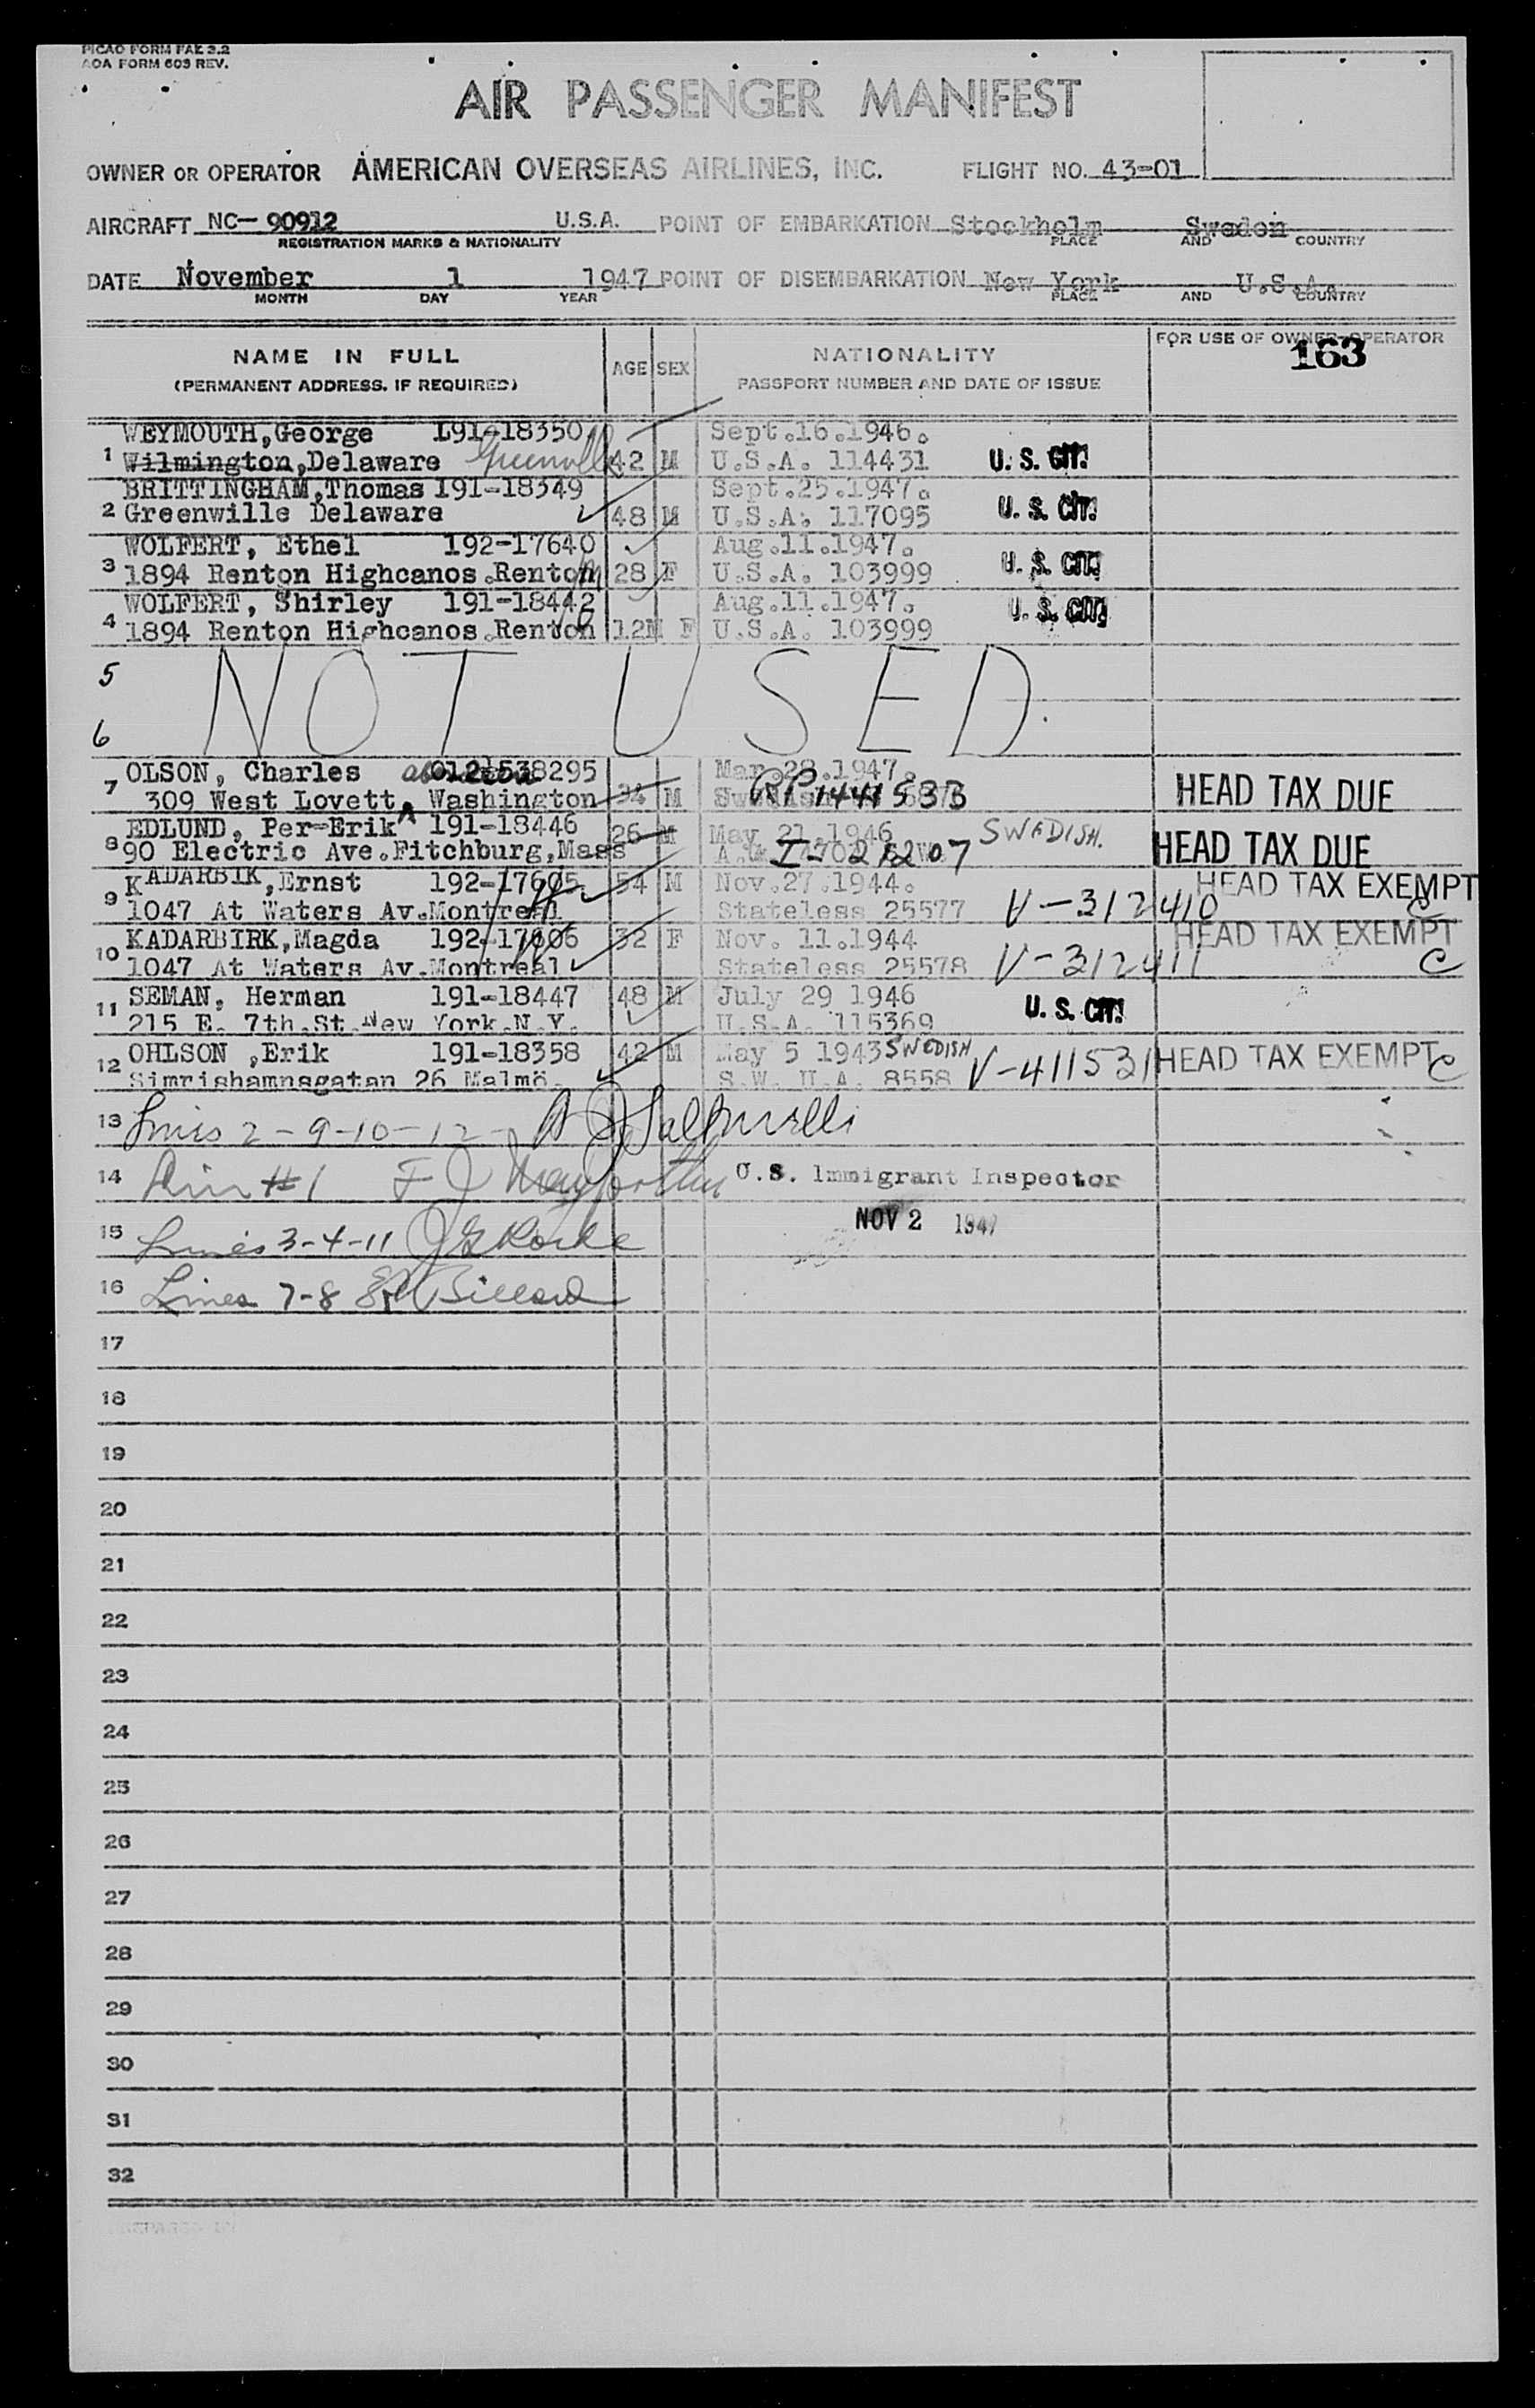 PICAO FORM FAL 3.2
AOA FORM 603 REV.
AIR PASSENGER MANIFEST
OWNER OR OPERATOR AMERICAN OVERSEAS AIRLINES, INC. FLIGHT NO. 43-01
AIRCRAFT NC- 90912 U.S.A. POINT OF EMBARKATION Stockholm Sweden
REGISTRATION MARKS & NATIONALITY PLACE AND COUNTRY
DATE November 1 1947 POINT OF DISEMBARKATION New York U.S.A.
MONTH DAY YEAR PLACE AND COUNTRY
NAME IN FULL AGE SEX NATIONALITY FOR USE OF OWNER-OPERATOR
(PERMANENT ADDRESS, IF REQUIRED) PASSPORT NUMBER AND DATE OF ISSUE 163
WEYMOUTH,George L91-18350 Sept.16.1946.
1 Wilmington,Delaware Greenville 42 M U.S.A. 114431 U. S. CIT.
BRITTINGHAM,Thomas 191-18349 Sept.25.1947.
2 Greenwille Delaware 48 M U.S.A. 117095 U. S. CIT.
WOLFERT, Ethel 192-17640 Aug.11.1947.
3 1894 Renton Highcanos.Renton 28 F U.S.A. 103999 U. S. CIT.
WOLFERT, Shirley 191-18442 Aug.11.1947.
4 1894 Renton Highcanos.Renton 12 M F U.S.A. 103999 U. S. CIT.
5 NOT USED.
6
OLSON, Charles 0121538295 Mar.28.1947.
7 309 West Lovett, Washington 34 M RP 1441533 HEAD TAX DUE
EDLUND, Per-Erik 191-18446 26 M May 21.1946 SWEDISH.
8 90 Electric Ave.Fitchburg,Mass HEAD TAX DUE
KADARBIK,Ernst 192-17605 54 M Nov.27.1944. HEAD TAX EXEMPT
9 1047 At Waters Av.Montreal Stateless 25577 V-312410 C
KADARBIRK,Magda 192-17606 32 F Nov. 11.1944 HEAD TAX EXEMPT
10 1047 At Waters Av.Montreal Stateless 25578 V-312411 C
SEMAN, Herman 191-18447 48 M July 29 1946
11 215 E. 7th.St.New York.N.Y. U.S.A. 115369 U. S. CIT.
OHLSON ,Erik 191-18358 42 M May 5 1943 SWEDISH
12 Simrishamnsgatan 26 Malmö. S.W. U.A. 8558 V-411531 HEAD TAX EXEMPT C
13 Lines 2-9-10-12
14 Line #1 U.S. Immigrant Inspector
NOV 2 1947
15 Lines 3-4-11
16 Lines 7-8
17
18
19
20
21
22
23
24
25
26
27
28
29
30
31
32